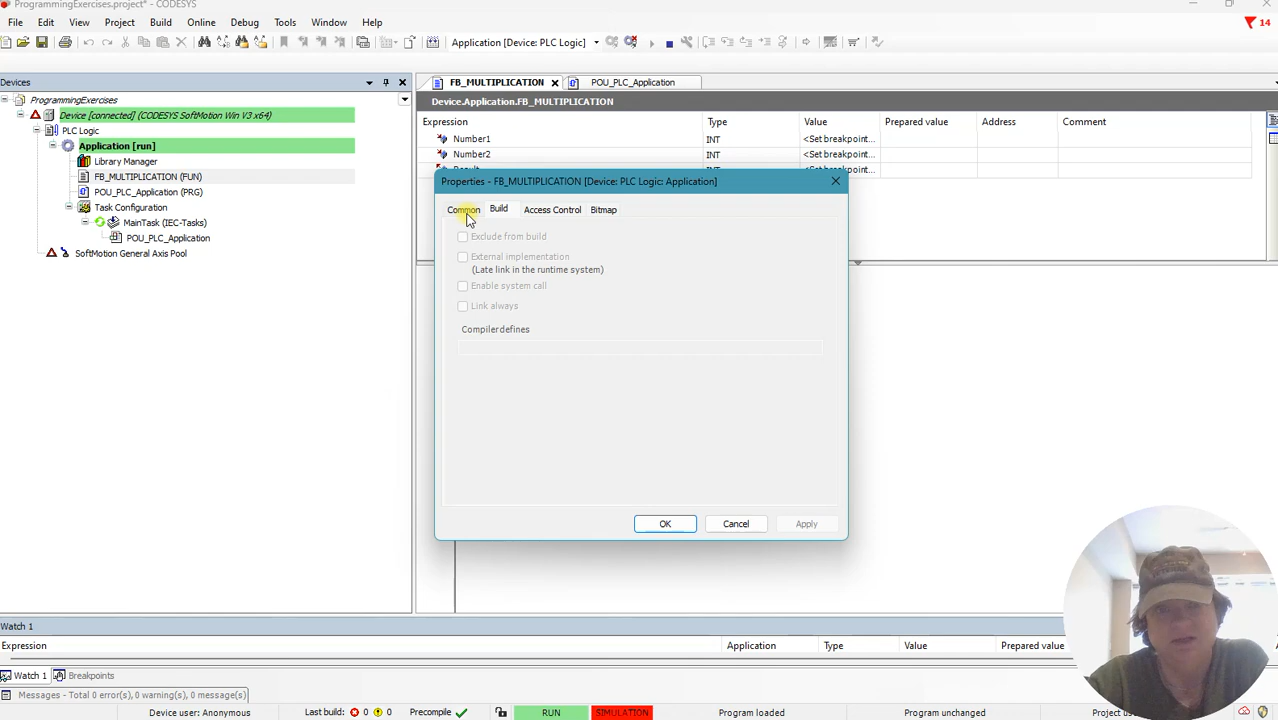 ProgrammingExercises.project* - CODESYS
File Edit View Project Build Online Debug Tools Window Help
14
Application [Device: PLC Logic]
Devices
FB_MULTIPLICATION
POU_PLC_Application
ProgrammingExercises
Device [connected] (CODESYS SoftMotion Win V3 x64)
PLC Logic
Application [run]
Library Manager
FB_MULTIPLICATION (FUN)
POU_PLC_Application (PRG)
Task Configuration
MainTask (IEC-Tasks)
POU_PLC_Application
SoftMotion General Axis Pool
Device.Application.FB_MULTIPLICATION
Expression Type Value Prepared value Address Comment
Number1 INT <Set breakpoint...
Number2 INT <Set breakpoint...
Result INT <Set breakpoint...
Properties - FB_MULTIPLICATION [Device: PLC Logic: Application]
Common Build Access Control Bitmap
Exclude from build
External implementation
(Late link in the runtime system)
Enable system call
Link always
Compiler defines
OK Cancel Apply
Watch 1
Expression Application Type Value Prepared value
Watch 1 Breakpoints
Messages - Total 0 error(s), 0 warning(s), 0 message(s)
Device user: Anonymous Last build: 0 0 Precompile RUN SIMULATION Program loaded Program unchanged